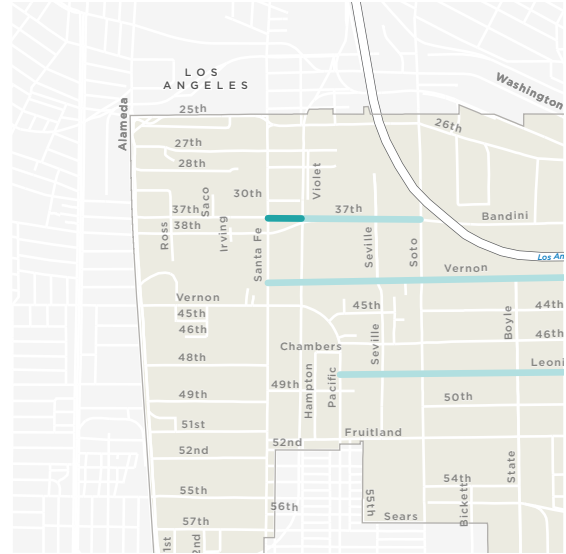 LOS
ANGELES
Washington
25th
Alameda
26th
27th
28th
Violet
30th
Saco
37th
37th
Bandini
38th
Ross
Irving
Santa Fe
Seville
Soto
Los An
Vernon
Vernon
45th
45th
44th
46th
Boyle
46th
Chambers
Seville
48th
Leoni
Hampton
Pacific
49th
49th
50th
51st
Fruitland
52nd
52nd
State
54th
55th
55th
Bickett
56th
57th
Sears
1st
2nd